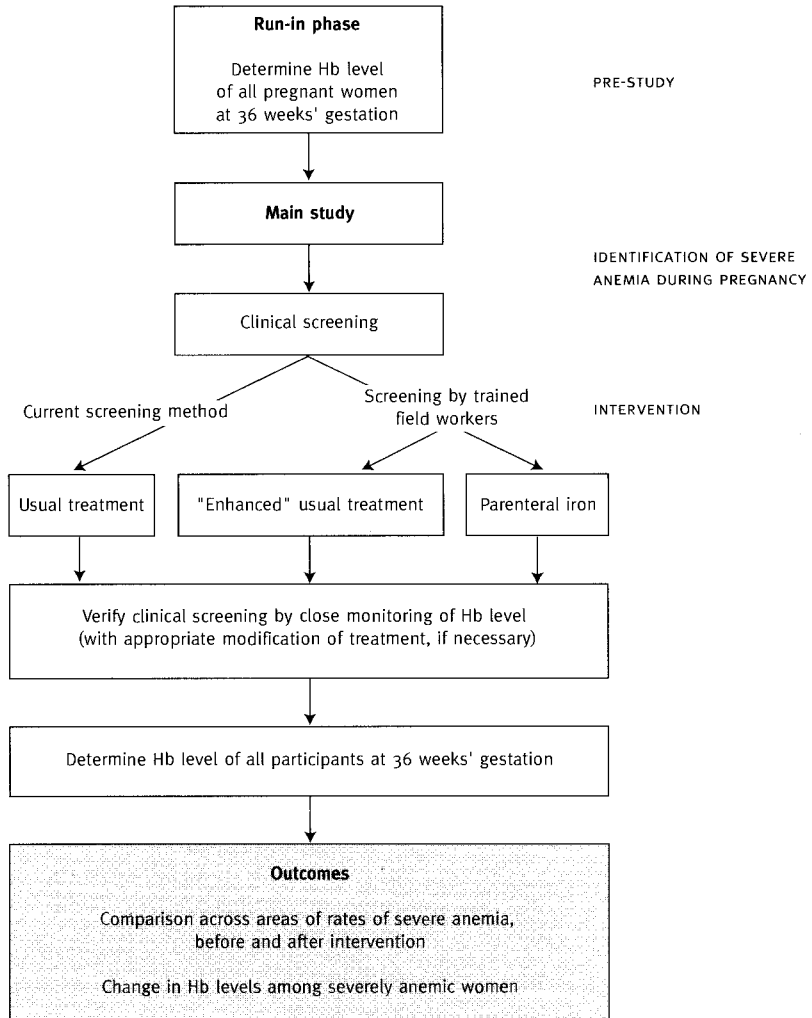 Run-in phase
Determine Hb level
of all pregnant women
at 36 weeks' gestation
PRE-STUDY
Main study
IDENTIFICATION OF SEVERE
ANEMIA DURING PREGNANCY
Clinical screening
Current screening method
Screening by trained
field workers
INTERVENTION
Usual treatment
"Enhanced" usual treatment
Parenteral iron
Verify clinical screening by close monitoring of Hb level
(with appropriate modification of treatment, if necessary)
Determine Hb level of all participants at 36 weeks' gestation
Outcomes
Comparison across areas of rates of severe anemia,
before and after intervention
Change in Hb levels among severely anemic women